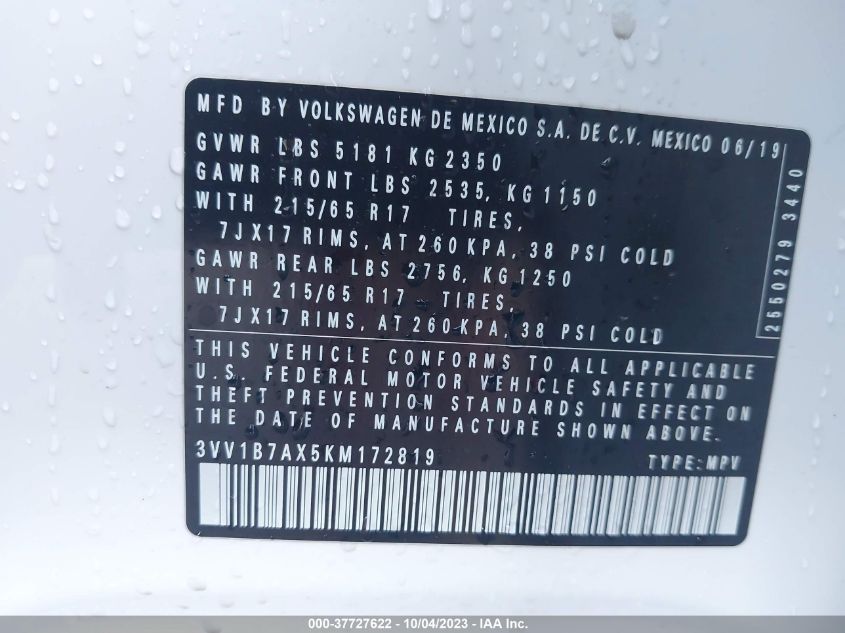 MFD BY VOLKSWAGEN DE MEXICO S.A. DE C.V. MEXICO 06/19
GVWR LBS 5181 KG 2350
GAWR FRONT LBS 2535, KG 1150
WITH 215/65 R17 TIRES,
7JX17 RIMS, AT 260 KPA, 38 PSI COLD
GAWR REAR LBS 2756, KG 1250
WITH 215/65 R17 TIRES,
7JX17 RIMS, AT 260 KPA, 38 PSI COLD
2550279 3440
THIS VEHICLE CONFORMS TO ALL APPLICABLE
U.S. FEDERAL MOTOR VEHICLE SAFETY AND
THEFT PREVENTION STANDARDS IN EFFECT ON
THE DATE OF MANUFACTURE SHOWN ABOVE.
3VV1B7AX5KM172819 TYPE: MPV
000-37727622 - 10/04/2023 - IAA Inc.